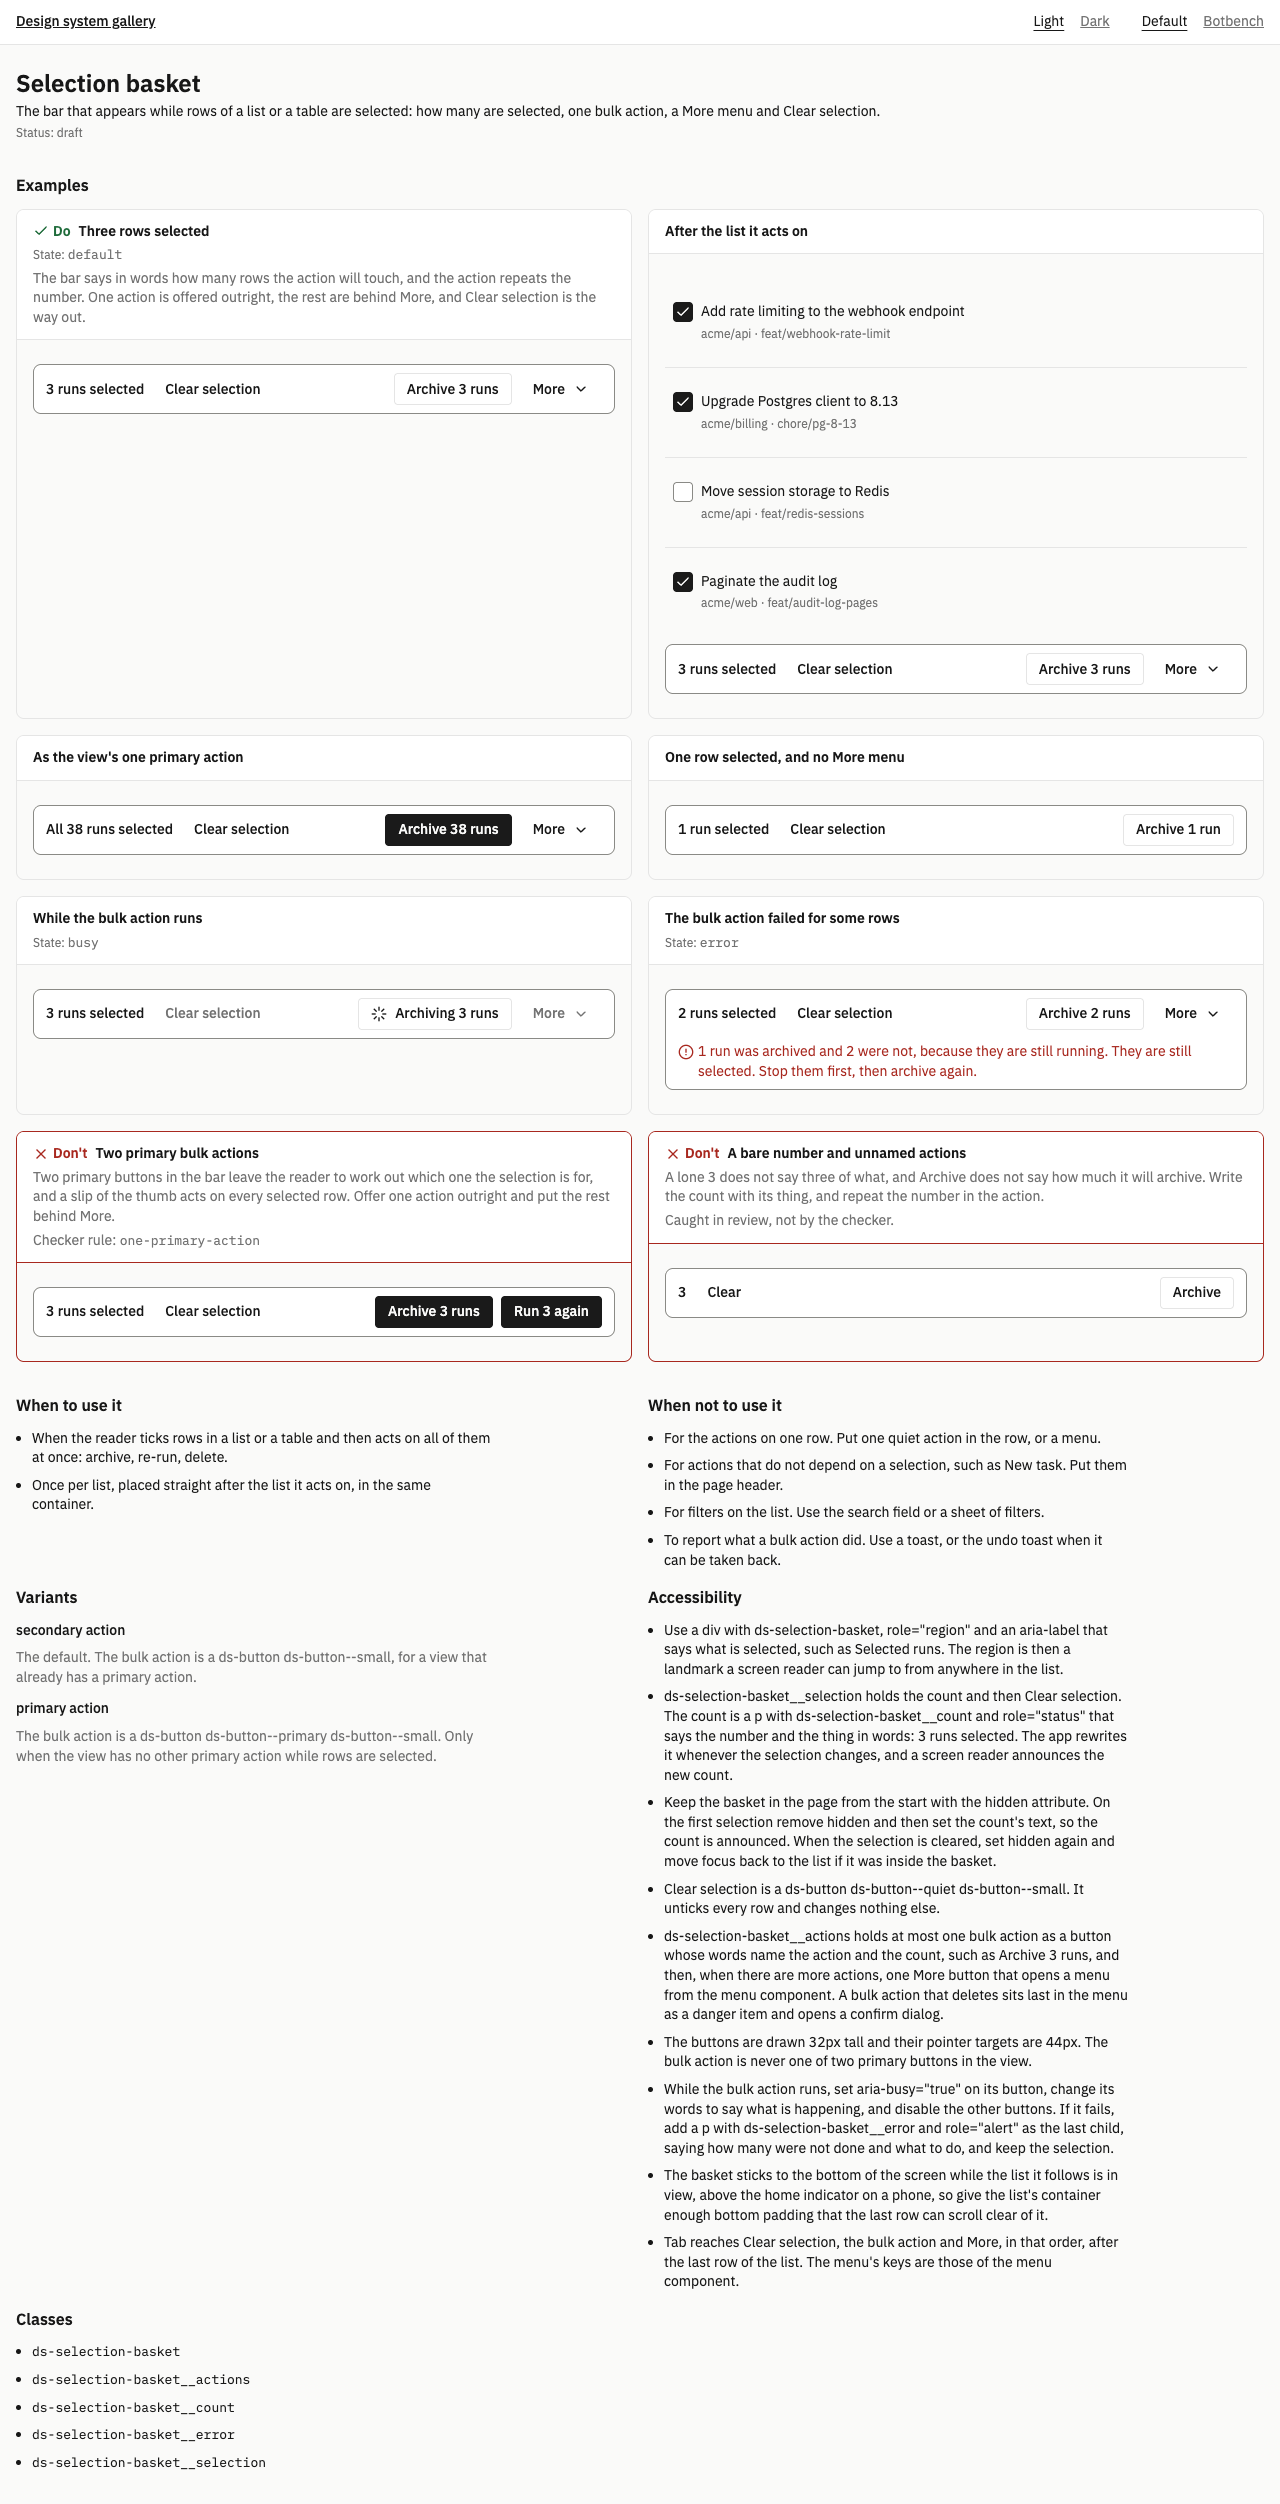 Design system gallery
Light Dark Default Botbench
Selection basket
The bar that appears while rows of a list or a table are selected: how many are selected, one bulk action, a More menu and Clear selection.
Status: draft
Examples
Do Three rows selected
State: default
The bar says in words how many rows the action will touch, and the action repeats the
number. One action is offered outright, the rest are behind More, and Clear selection is the
way out.
3 runs selected Clear selection Archive 3 runs More
After the list it acts on
Add rate limiting to the webhook endpoint
acme/api · feat/webhook-rate-limit
Upgrade Postgres client to 8.13
acme/billing · chore/pg-8-13
Move session storage to Redis
acme/api · feat/redis-sessions
Paginate the audit log
acme/web · feat/audit-log-pages
3 runs selected Clear selection Archive 3 runs More
As the view's one primary action
All 38 runs selected Clear selection Archive 38 runs More
One row selected, and no More menu
1 run selected Clear selection Archive 1 run
While the bulk action runs
State: busy
3 runs selected Clear selection Archiving 3 runs More
The bulk action failed for some rows
State: error
2 runs selected Clear selection Archive 2 runs More
1 run was archived and 2 were not, because they are still running. They are still
selected. Stop them first, then archive again.
Don't Two primary bulk actions
Two primary buttons in the bar leave the reader to work out which one the selection is for,
and a slip of the thumb acts on every selected row. Offer one action outright and put the rest
behind More.
Checker rule: one-primary-action
3 runs selected Clear selection Archive 3 runs Run 3 again
Don't A bare number and unnamed actions
A lone 3 does not say three of what, and Archive does not say how much it will archive. Write
the count with its thing, and repeat the number in the action.
Caught in review, not by the checker.
3 Clear Archive
When to use it
When the reader ticks rows in a list or a table and then acts on all of them
at once: archive, re-run, delete.
Once per list, placed straight after the list it acts on, in the same
container.
When not to use it
For the actions on one row. Put one quiet action in the row, or a menu.
For actions that do not depend on a selection, such as New task. Put them
in the page header.
For filters on the list. Use the search field or a sheet of filters.
To report what a bulk action did. Use a toast, or the undo toast when it
can be taken back.
Variants
secondary action
The default. The bulk action is a ds-button ds-button--small, for a view that
already has a primary action.
primary action
The bulk action is a ds-button ds-button--primary ds-button--small. Only
when the view has no other primary action while rows are selected.
Accessibility
Use a div with ds-selection-basket, role="region" and an aria-label that
says what is selected, such as Selected runs. The region is then a
landmark a screen reader can jump to from anywhere in the list.
ds-selection-basket__selection holds the count and then Clear selection.
The count is a p with ds-selection-basket__count and role="status" that
says the number and the thing in words: 3 runs selected. The app rewrites
it whenever the selection changes, and a screen reader announces the
new count.
Keep the basket in the page from the start with the hidden attribute. On
the first selection remove hidden and then set the count's text, so the
count is announced. When the selection is cleared, set hidden again and
move focus back to the list if it was inside the basket.
Clear selection is a ds-button ds-button--quiet ds-button--small. It
unticks every row and changes nothing else.
ds-selection-basket__actions holds at most one bulk action as a button
whose words name the action and the count, such as Archive 3 runs, and
then, when there are more actions, one More button that opens a menu
from the menu component. A bulk action that deletes sits last in the menu
as a danger item and opens a confirm dialog.
The buttons are drawn 32px tall and their pointer targets are 44px. The
bulk action is never one of two primary buttons in the view.
While the bulk action runs, set aria-busy="true" on its button, change its
words to say what is happening, and disable the other buttons. If it fails,
add a p with ds-selection-basket__error and role="alert" as the last child,
saying how many were not done and what to do, and keep the selection.
The basket sticks to the bottom of the screen while the list it follows is in
view, above the home indicator on a phone, so give the list's container
enough bottom padding that the last row can scroll clear of it.
Tab reaches Clear selection, the bulk action and More, in that order, after
the last row of the list. The menu's keys are those of the menu
component.
Classes
ds-selection-basket
ds-selection-basket__actions
ds-selection-basket__count
ds-selection-basket__error
ds-selection-basket__selection